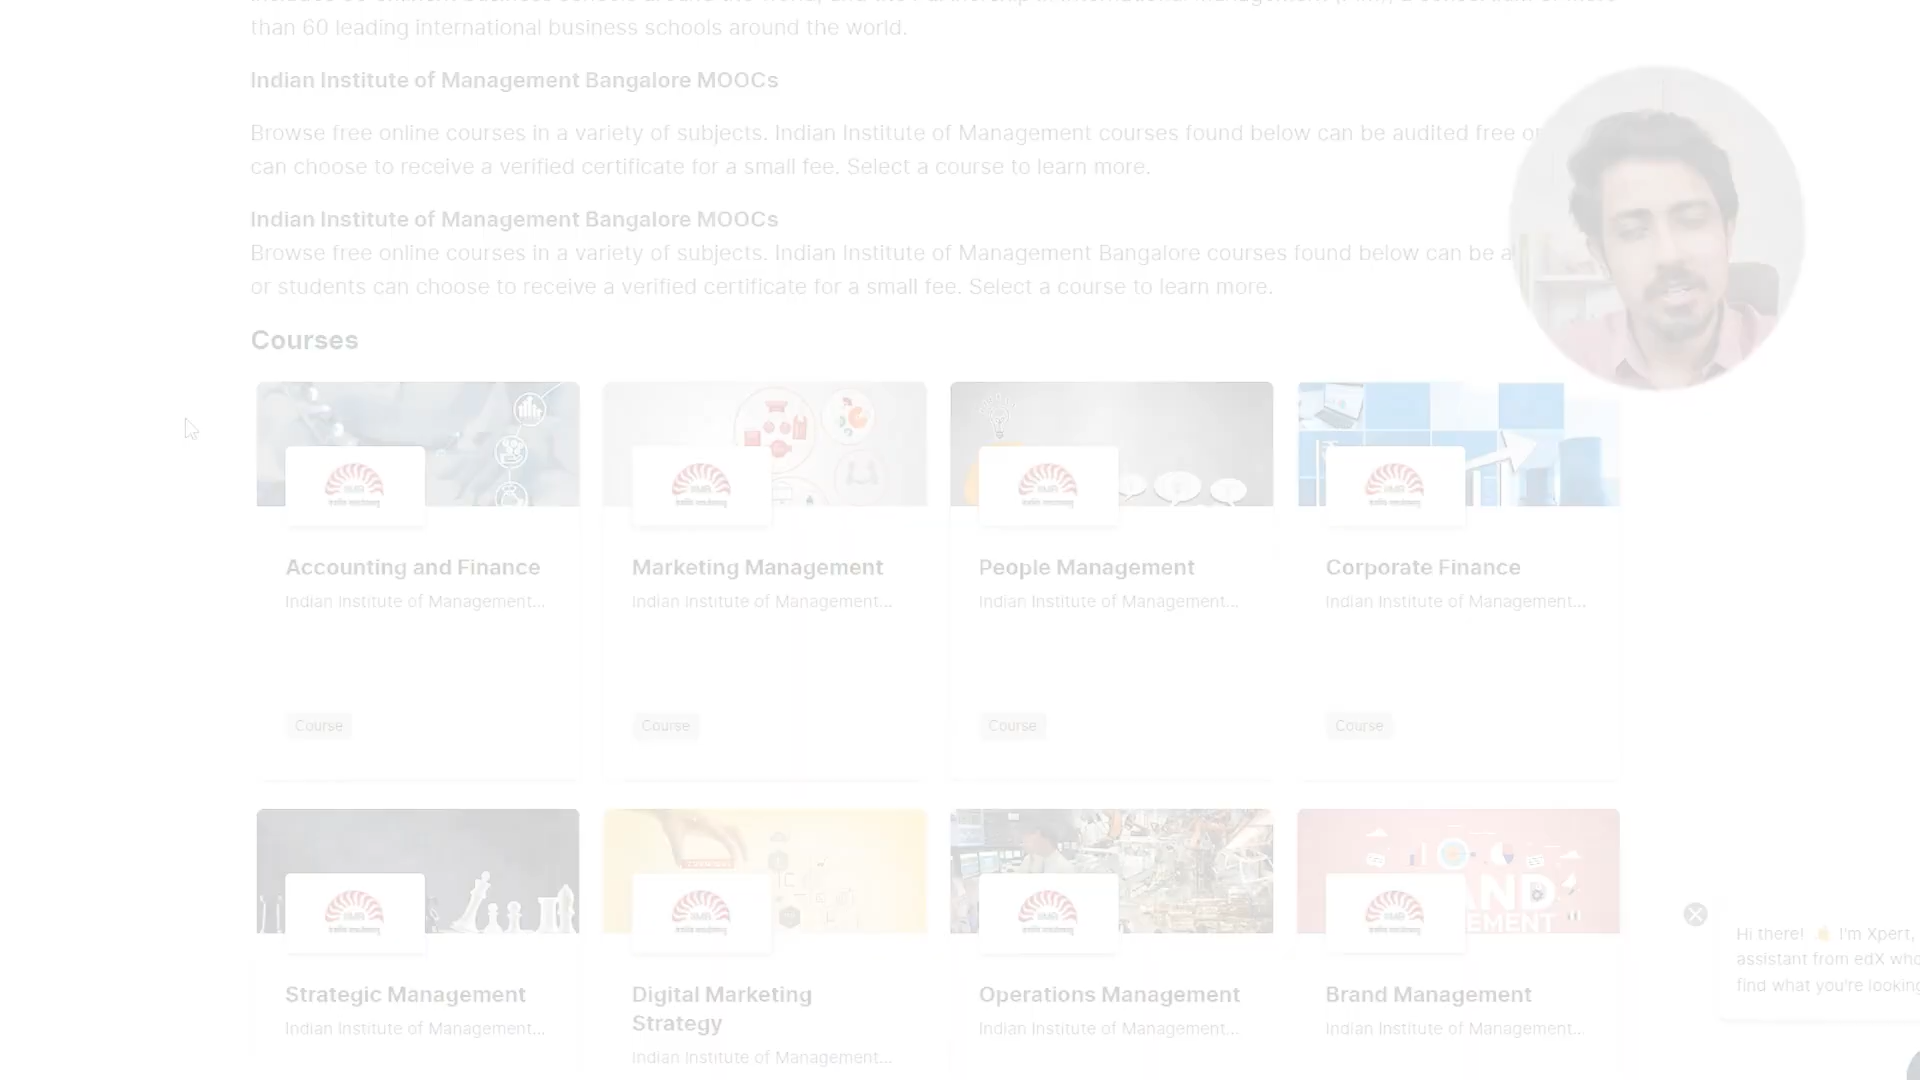 than 60 leading international business schools around the world.
Indian Institute of Management Bangalore MOOCs
Browse free online courses in a variety of subjects. Indian Institute of Management courses found below can be audited free or
can choose to receive a verified certificate for a small fee. Select a course to learn more.
Indian Institute of Management Bangalore MOOCs
Browse free online courses in a variety of subjects. Indian Institute of Management Bangalore courses found below can be a
or students can choose to receive a verified certificate for a small fee. Select a course to learn more.
Courses
Accounting and Finance
Indian Institute of Management...
Course
Marketing Management
Indian Institute of Management...
Course
People Management
Indian Institute of Management...
Course
Corporate Finance
Indian Institute of Management...
Course
Strategic Management
Indian Institute of Management...
Digital Marketing
Strategy
Indian Institute of Management...
Operations Management
Indian Institute of Management...
Brand Management
Indian Institute of Management...
Hi there! I'm Xpert,
assistant from edX who
find what you're looking